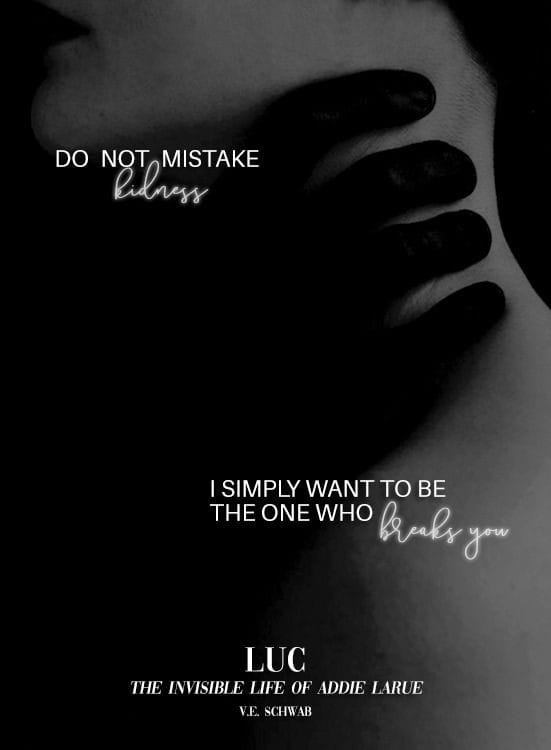 DO NOT MISTAKE
kidness
I SIMPLY WANT TO BE
THE ONE WHO
breaks you
LUC
THE INVISIBLE LIFE OF ADDIE LARUE
V.E. SCHWAB